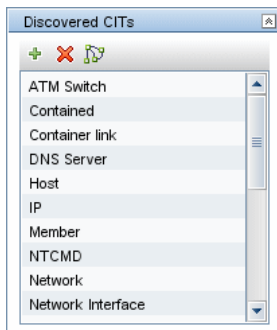 Discovered CITs
ATM Switch
Contained
Container link
DNS Server
Host
IP
Member
NTCMD
Network
Network Interface